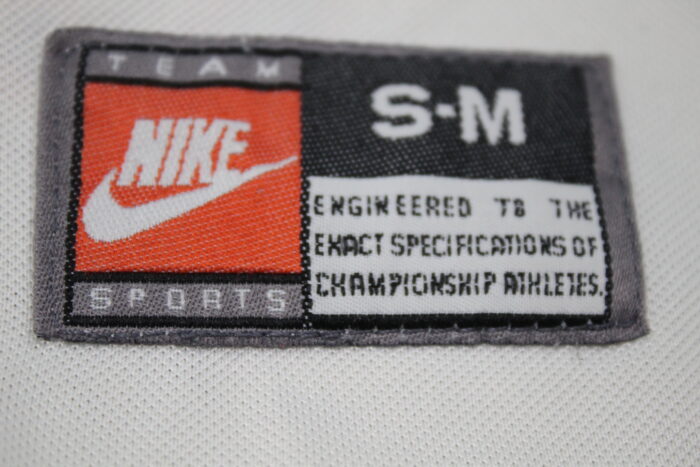 TEAM
NIKE
SPORTS
S-M
ENGINEERED TO THE
EXACT SPECIFICATIONS OF
CHAMPIONSHIP ATHLETES.